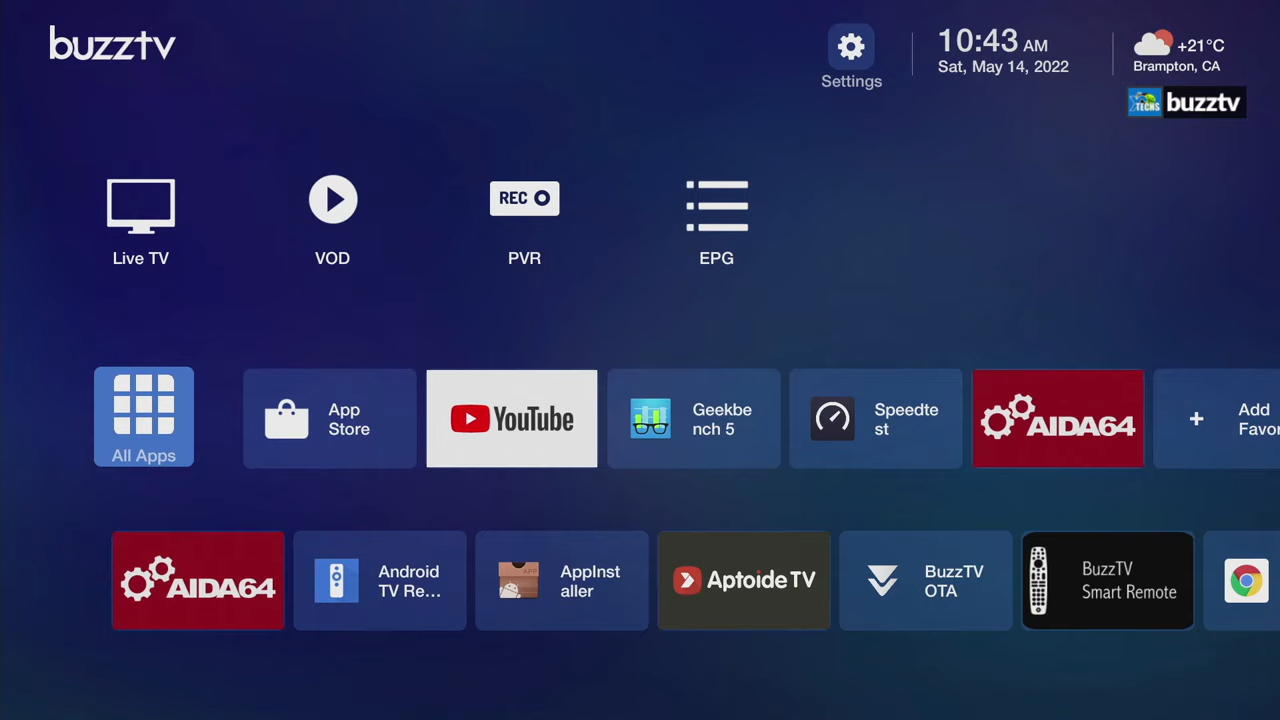 buzztv
Settings
10:43 AM
Sat, May 14, 2022
+21°C
Brampton, CA
TECHS
buzztv
Live TV
VOD
REC
PVR
EPG
All Apps
App
Store
YouTube
Geekbe
nch 5
Speedte
st
AIDA64
+
Add
Favor
AIDA64
Android
TV Re...
APP
AppInst
aller
Aptoide TV
BuzzTV
OTA
BuzzTV
Smart Remote